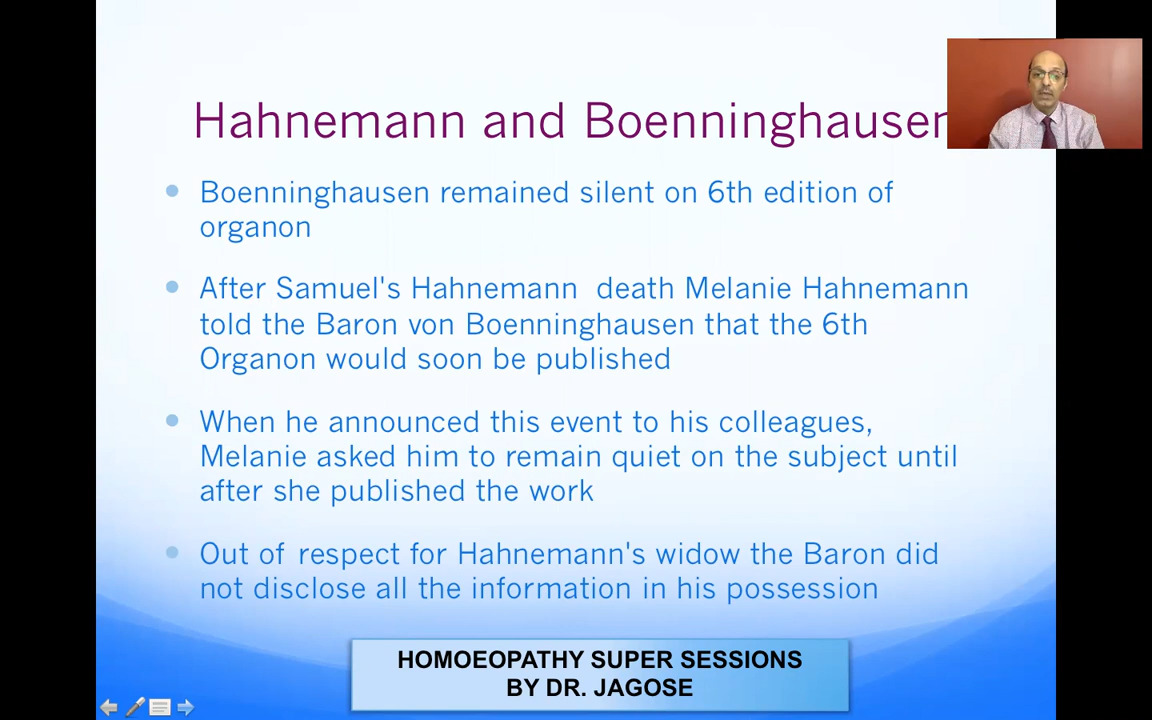 Hahnemann and Boenninghausen
Boenninghausen remained silent on 6th edition of
organon
After Samuel's Hahnemann death Melanie Hahnemann
told the Baron von Boenninghausen that the 6th
Organon would soon be published
When he announced this event to his colleagues,
Melanie asked him to remain quiet on the subject until
after she published the work
Out of respect for Hahnemann's widow the Baron did
not disclose all the information in his possession
HOMOEOPATHY SUPER SESSIONS
BY DR. JAGOSE